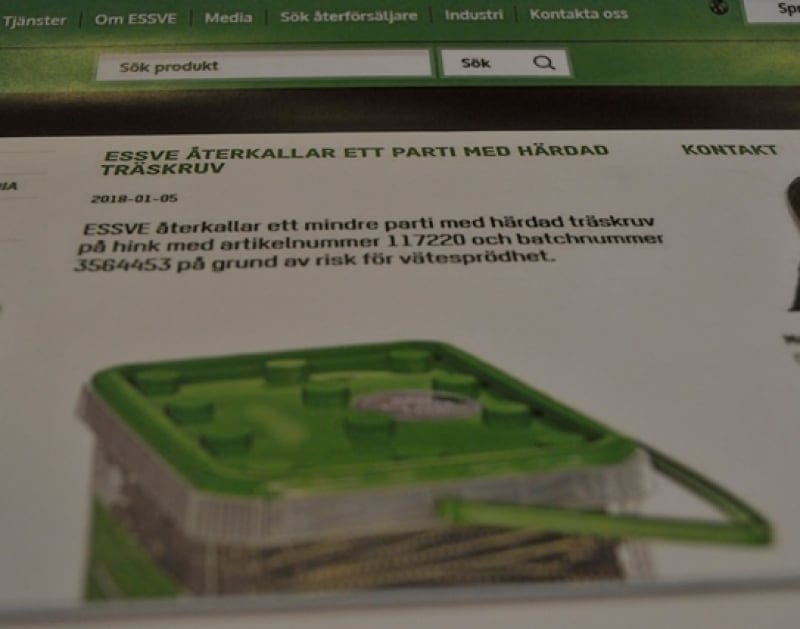 Tjänster Om ESSVE Media Sök återförsäljare Industri Kontakta oss
Sök produkt Sök
ESSVE ÅTERKALLAR ETT PARTI MED HÄRDAD
TRÄSKRUV
KONTAKT
2018-01-05
ESSVE återkallar ett mindre parti med härdad träskruv
på hink med artikelnummer 117220 och batchnummer
3564453 på grund av risk för vätesprödhet.